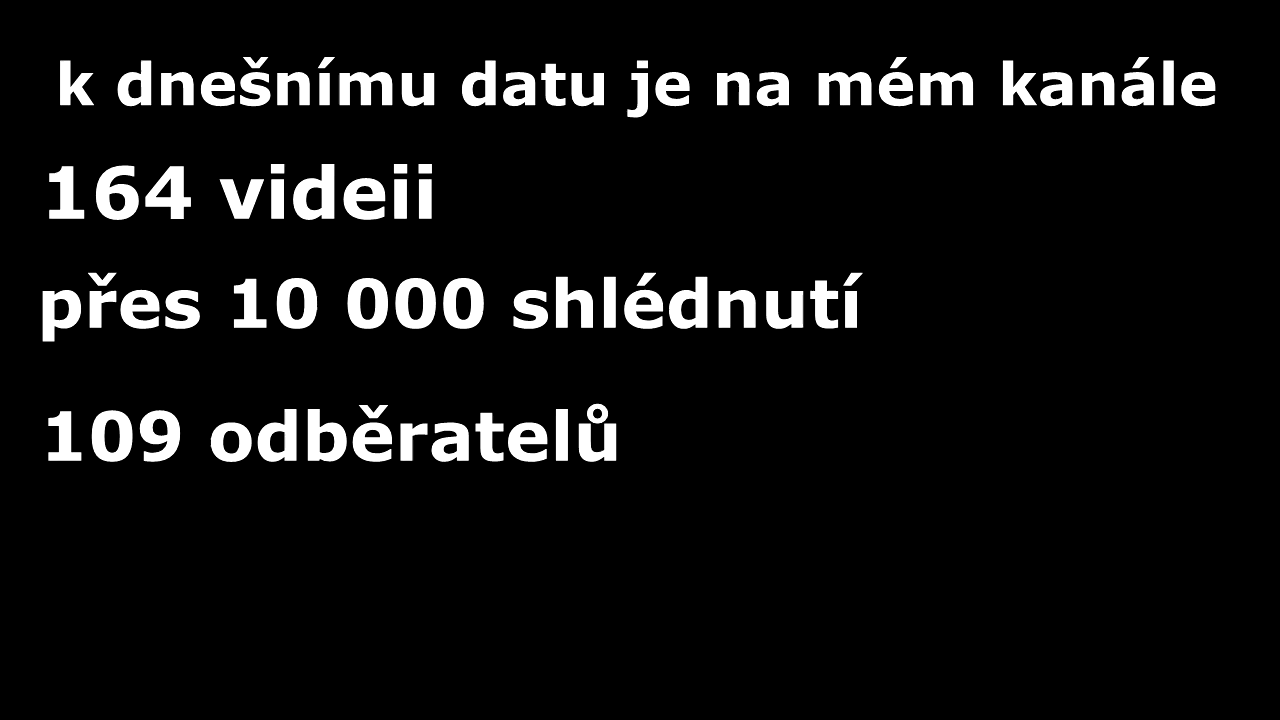 k dnešnímu datu je na mém kanále
164 videii
přes 10 000 shlédnutí
109 odběratelů